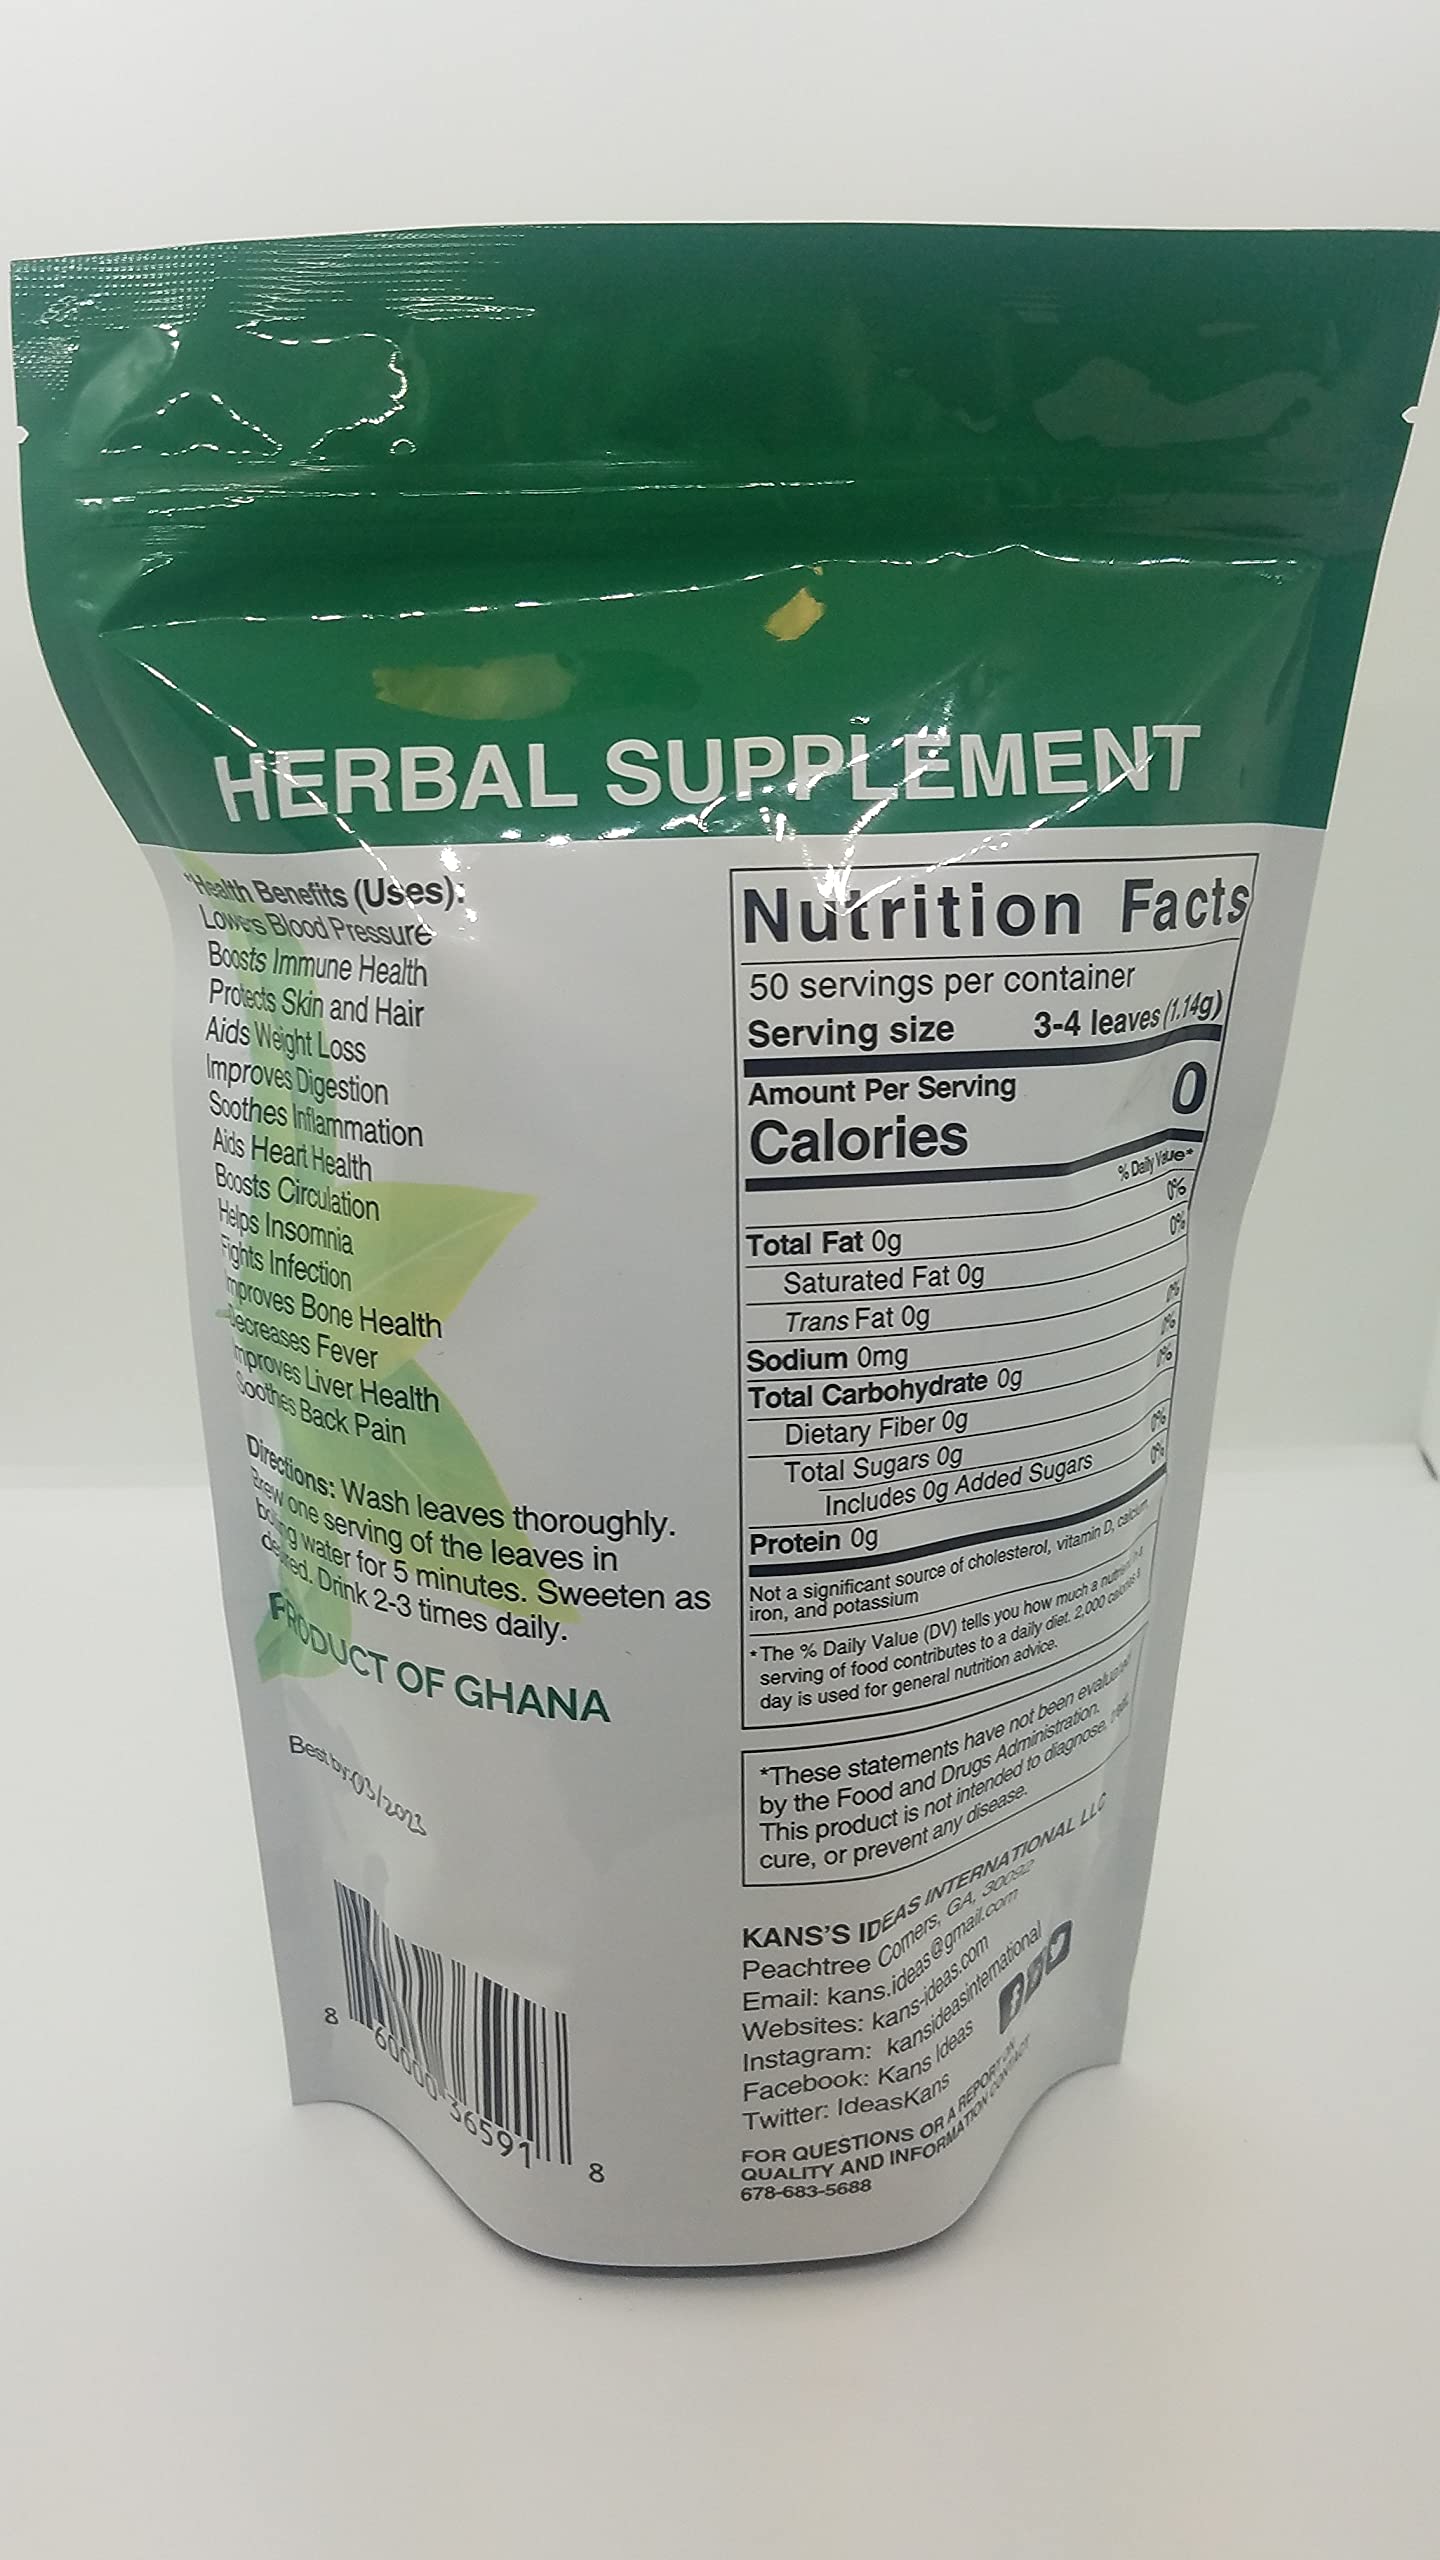 HERBAL SUPPLEMENT
*Health Benefits (Uses):
Lowers Blood Pressure
Boosts Immune Health
Protects Skin and Hair
Aids Weight Loss
Improves Digestion
Soothes Inflammation
Aids Heart Health
Boosts Circulation
Helps Insomnia
Fights Infection
Improves Bone Health
Decreases Fever
Improves Liver Health
Soothes Back Pain
Directions: Wash leaves thoroughly.
Brew one serving of the leaves in
boiling water for 5 minutes. Sweeten as
desired. Drink 2-3 times daily.
PRODUCT OF GHANA
Best by: 03/2023
8 60000 36591 8
Nutrition Facts
50 servings per container
Serving size 3-4 leaves (1.14g)
Amount Per Serving
Calories 0
% Daily Value*
Total Fat 0g 0%
Saturated Fat 0g 0%
Trans Fat 0g
Sodium 0mg 0%
Total Carbohydrate 0g 0%
Dietary Fiber 0g 0%
Total Sugars 0g
Includes 0g Added Sugars 0%
Protein 0g 0%
Not a significant source of cholesterol, vitamin D, calcium,
iron, and potassium
*The % Daily Value (DV) tells you how much a nutrient in a
serving of food contributes to a daily diet. 2,000 calories a
day is used for general nutrition advice.
*These statements have not been evaluated
by the Food and Drugs Administration.
This product is not intended to diagnose, treat,
cure, or prevent any disease.
KANS'S IDEAS INTERNATIONAL LLC
Peachtree Corners, GA, 30092
Email: kans.ideas@gmail.com
Websites: kans-ideas.com
Instagram: kansideasinternational
Facebook: Kans Ideas
Twitter: IdeasKans
FOR QUESTIONS OR A REPORT ON
QUALITY AND INFORMATION CONTACT
678-683-5688